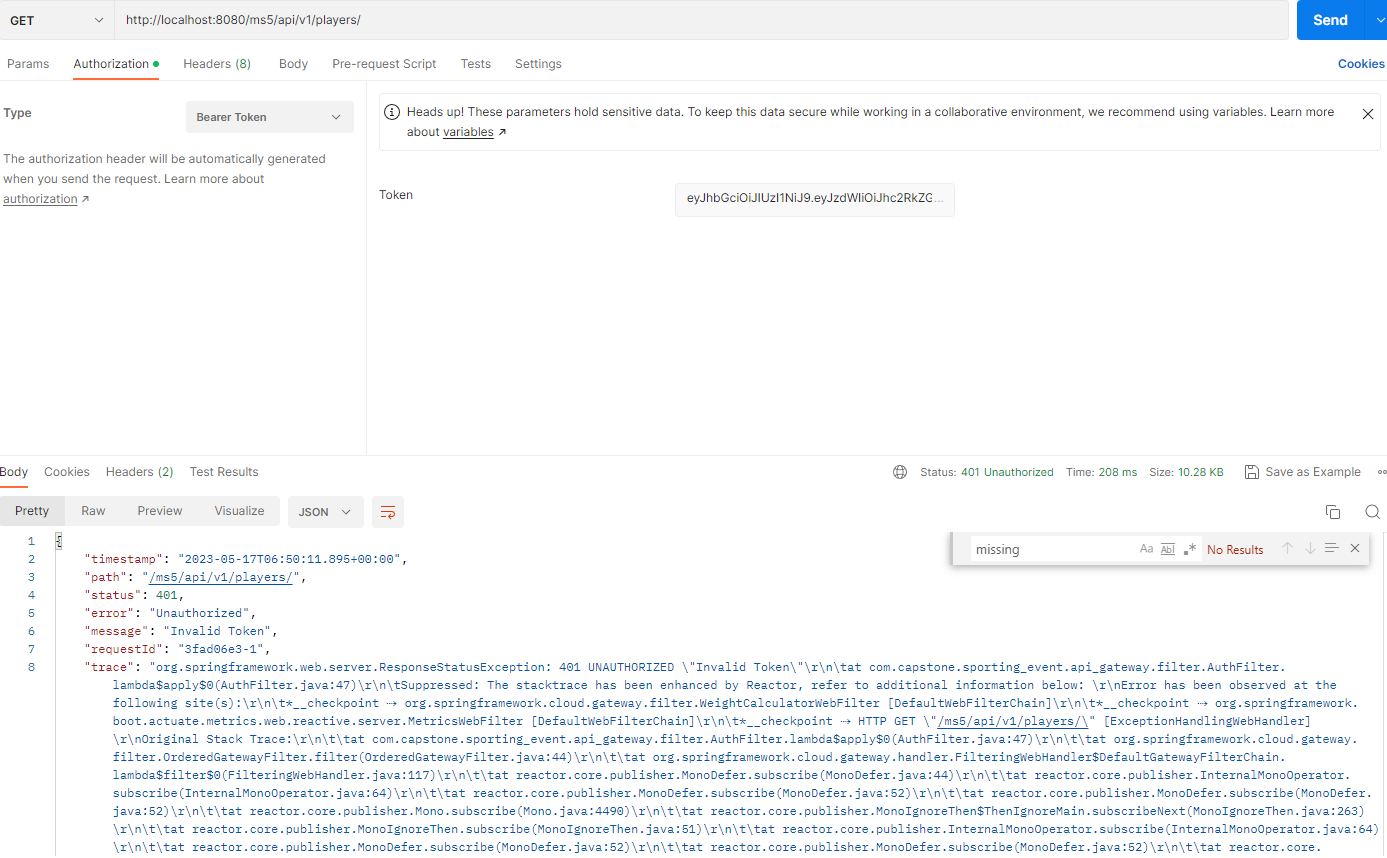 GET http://localhost:8080/ms5/api/v1/players/ Send
Params Authorization Headers (8) Body Pre-request Script Tests Settings Cookies
Type Bearer Token
The authorization header will be automatically generated
when you send the request. Learn more about
authorization ↗
Heads up! These parameters hold sensitive data. To keep this data secure while working in a collaborative environment, we recommend using variables. Learn more
about variables ↗
Token eyJhbGciOiJIUzI1NiJ9.eyJzdWIiOiJhc2RkZG...
Body Cookies Headers (2) Test Results Status: 401 Unauthorized Time: 208 ms Size: 10.28 KB Save as Example
Pretty Raw Preview Visualize JSON
missing Aa Ab| .* No Results
1 {
2 "timestamp": "2023-05-17T06:50:11.895+00:00",
3 "path": "/ms5/api/v1/players/",
4 "status": 401,
5 "error": "Unauthorized",
6 "message": "Invalid Token",
7 "requestId": "3fad06e3-1",
8 "trace": "org.springframework.web.server.ResponseStatusException: 401 UNAUTHORIZED \"Invalid Token\"\r\n\tat com.capstone.sporting_event.api_gateway.filter.AuthFilter.
lambda$apply$0(AuthFilter.java:47)\r\n\tSuppressed: The stacktrace has been enhanced by Reactor, refer to additional information below: \r\nError has been observed at the
following site(s):\r\n\t*__checkpoint ⇢ org.springframework.cloud.gateway.filter.WeightCalculatorWebFilter [DefaultWebFilterChain]\r\n\t*__checkpoint ⇢ org.springframework.
boot.actuate.metrics.web.reactive.server.MetricsWebFilter [DefaultWebFilterChain]\r\n\t*__checkpoint ⇢ HTTP GET \"/ms5/api/v1/players/\" [ExceptionHandlingWebHandler]
\r\nOriginal Stack Trace:\r\n\t\tat com.capstone.sporting_event.api_gateway.filter.AuthFilter.lambda$apply$0(AuthFilter.java:47)\r\n\t\tat org.springframework.cloud.gateway.
filter.OrderedGatewayFilter.filter(OrderedGatewayFilter.java:44)\r\n\t\tat org.springframework.cloud.gateway.handler.FilteringWebHandler$DefaultGatewayFilterChain.
lambda$filter$0(FilteringWebHandler.java:117)\r\n\t\tat reactor.core.publisher.MonoDefer.subscribe(MonoDefer.java:44)\r\n\t\tat reactor.core.publisher.InternalMonoOperator.
subscribe(InternalMonoOperator.java:64)\r\n\t\tat reactor.core.publisher.MonoDefer.subscribe(MonoDefer.java:52)\r\n\t\tat reactor.core.publisher.MonoDefer.subscribe(MonoDefer.
java:52)\r\n\t\tat reactor.core.publisher.Mono.subscribe(Mono.java:4490)\r\n\t\tat reactor.core.publisher.MonoIgnoreThen$ThenIgnoreMain.subscribeNext(MonoIgnoreThen.java:263)
\r\n\t\tat reactor.core.publisher.MonoIgnoreThen.subscribe(MonoIgnoreThen.java:51)\r\n\t\tat reactor.core.publisher.InternalMonoOperator.subscribe(InternalMonoOperator.java:64)
\r\n\t\tat reactor.core.publisher.MonoDefer.subscribe(MonoDefer.java:52)\r\n\t\tat reactor.core.publisher.MonoDefer.subscribe(MonoDefer.java:52)\r\n\t\tat reactor.core.